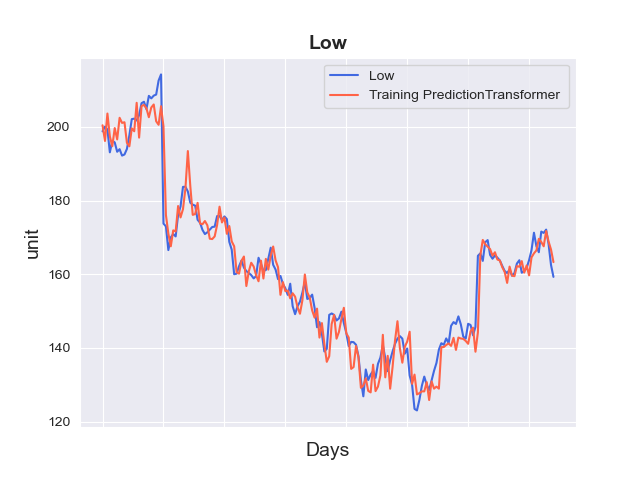 Low
Low
Training PredictionTransformer
200
180
160
140
120
unit
Days